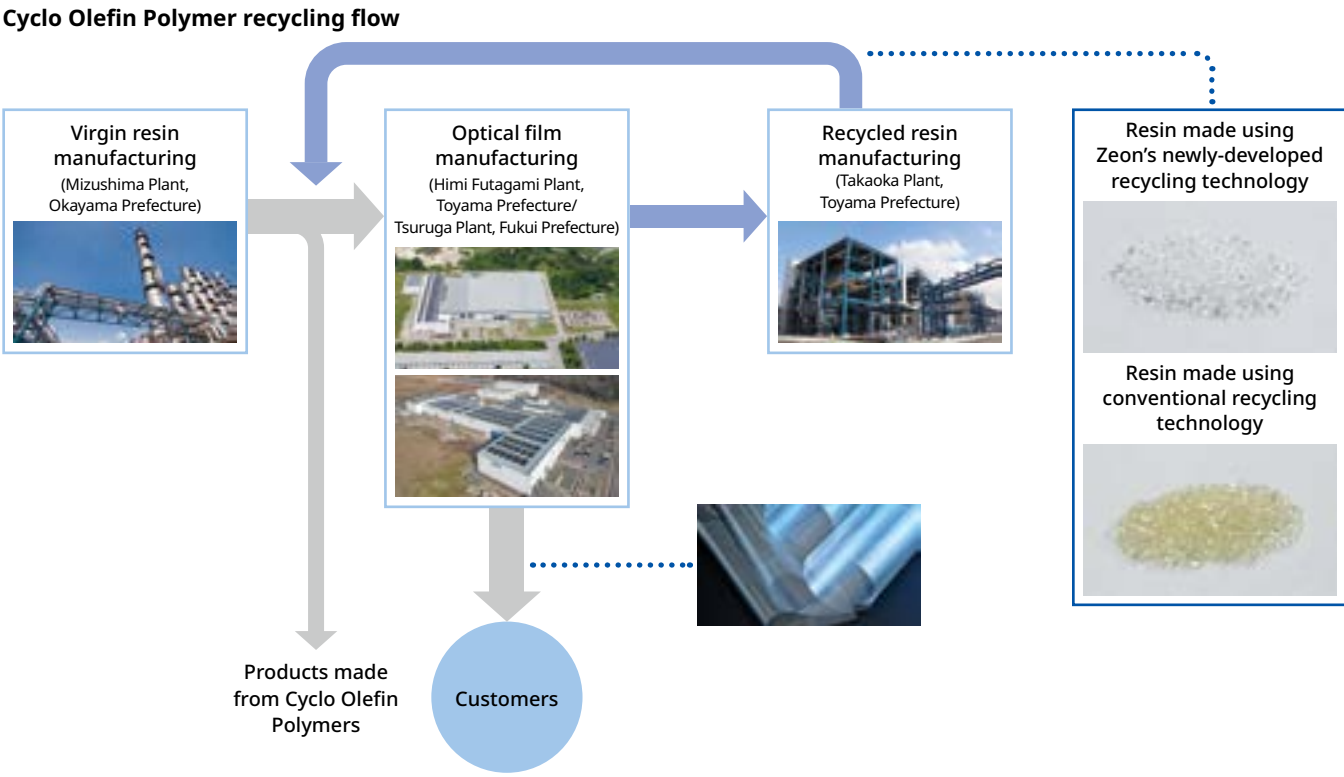 Cyclo Olefin Polymer recycling flow
Virgin resin
manufacturing
(Mizushima Plant,
Okayama Prefecture)
Optical film
manufacturing
(Himi Futagami Plant,
Toyama Prefecture/
Tsuruga Plant, Fukui Prefecture)
Recycled resin
manufacturing
(Takaoka Plant,
Toyama Prefecture)
Resin made using
Zeon's newly-developed
recycling technology
Resin made using
conventional recycling
technology
Products made
from Cyclo Olefin
Polymers
Customers